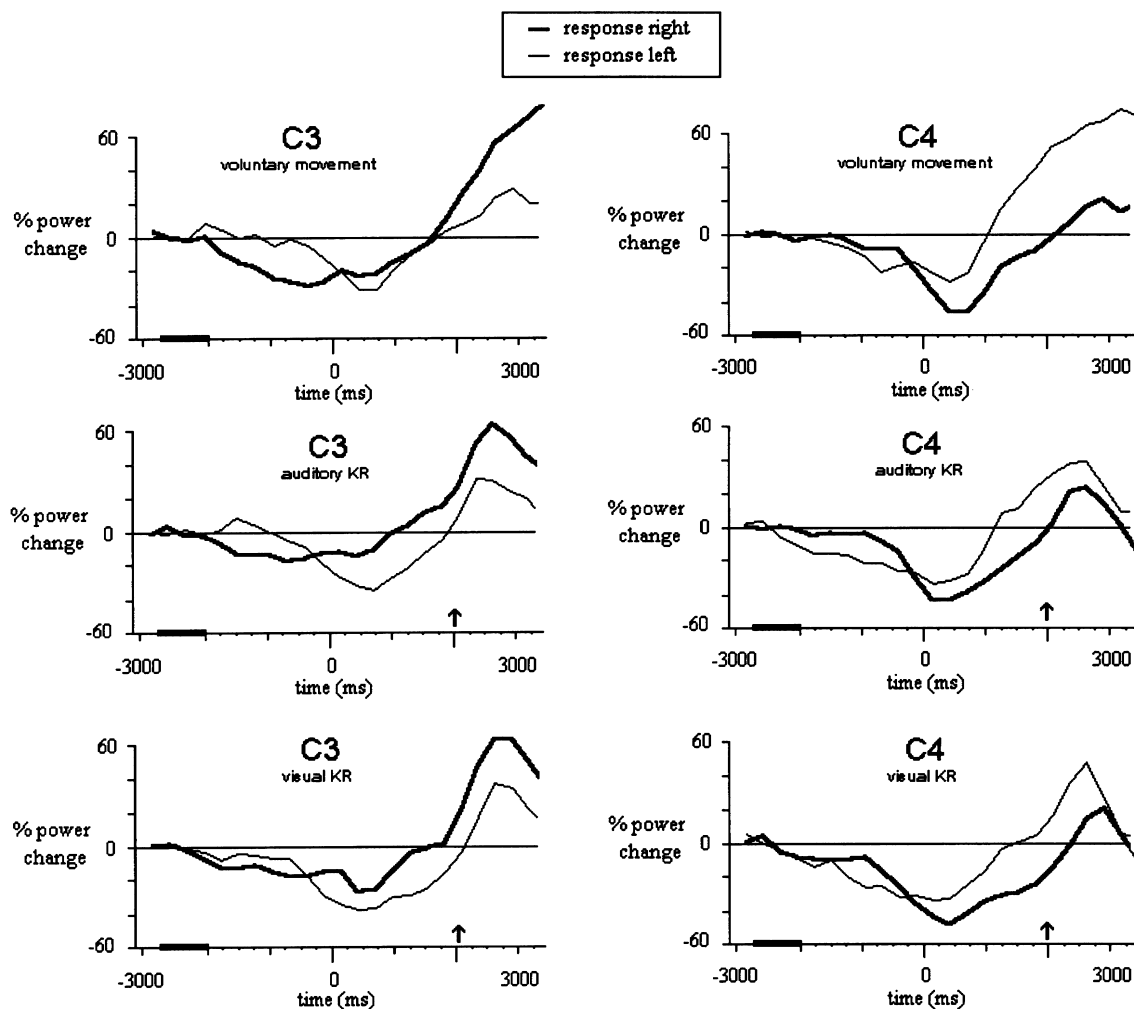 response right
response left
C3
voluntary movement
60
% power
change
0
-60
-3000
0
3000
time (ms)
C4
voluntary movement
60
% power
change
0
-60
-3000
0
3000
time (ms)
C3
auditory KR
60
% power
change
0
-60
-3000
0
3000
time (ms)
C4
auditory KR
60
% power
change
0
-60
-3000
0
3000
time (ms)
C3
visual KR
60
% power
change
0
-60
-3000
0
3000
time (ms)
C4
visual KR
60
% power
change
0
-60
-3000
0
3000
time (ms)